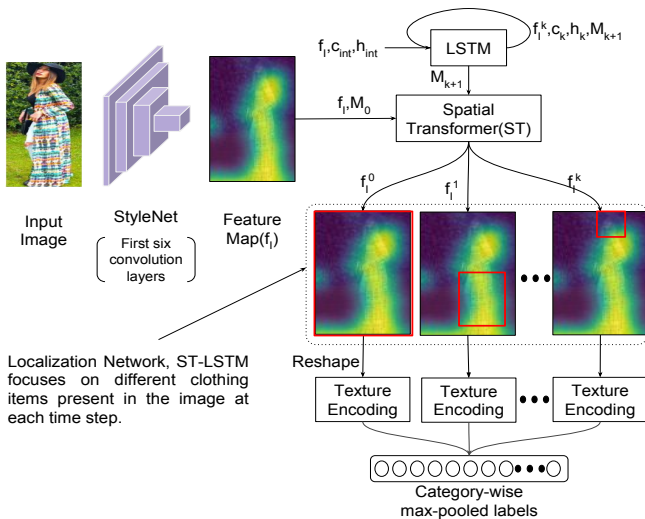 f_l^k,c_k,h_k,M_{k+1}
f_l,c_int,h_int
LSTM
M_{k+1}
f_l,M_0
Spatial
Transformer(ST)
f_l^0
f_l^1
f_l^k
Input
Image
StyleNet
First six
convolution
layers
Feature
Map(f_l)
Localization Network, ST-LSTM
focuses on different clothing
items present in the image at
each time step.
Reshape
Texture
Encoding
Texture
Encoding
Texture
Encoding
Category-wise
max-pooled labels